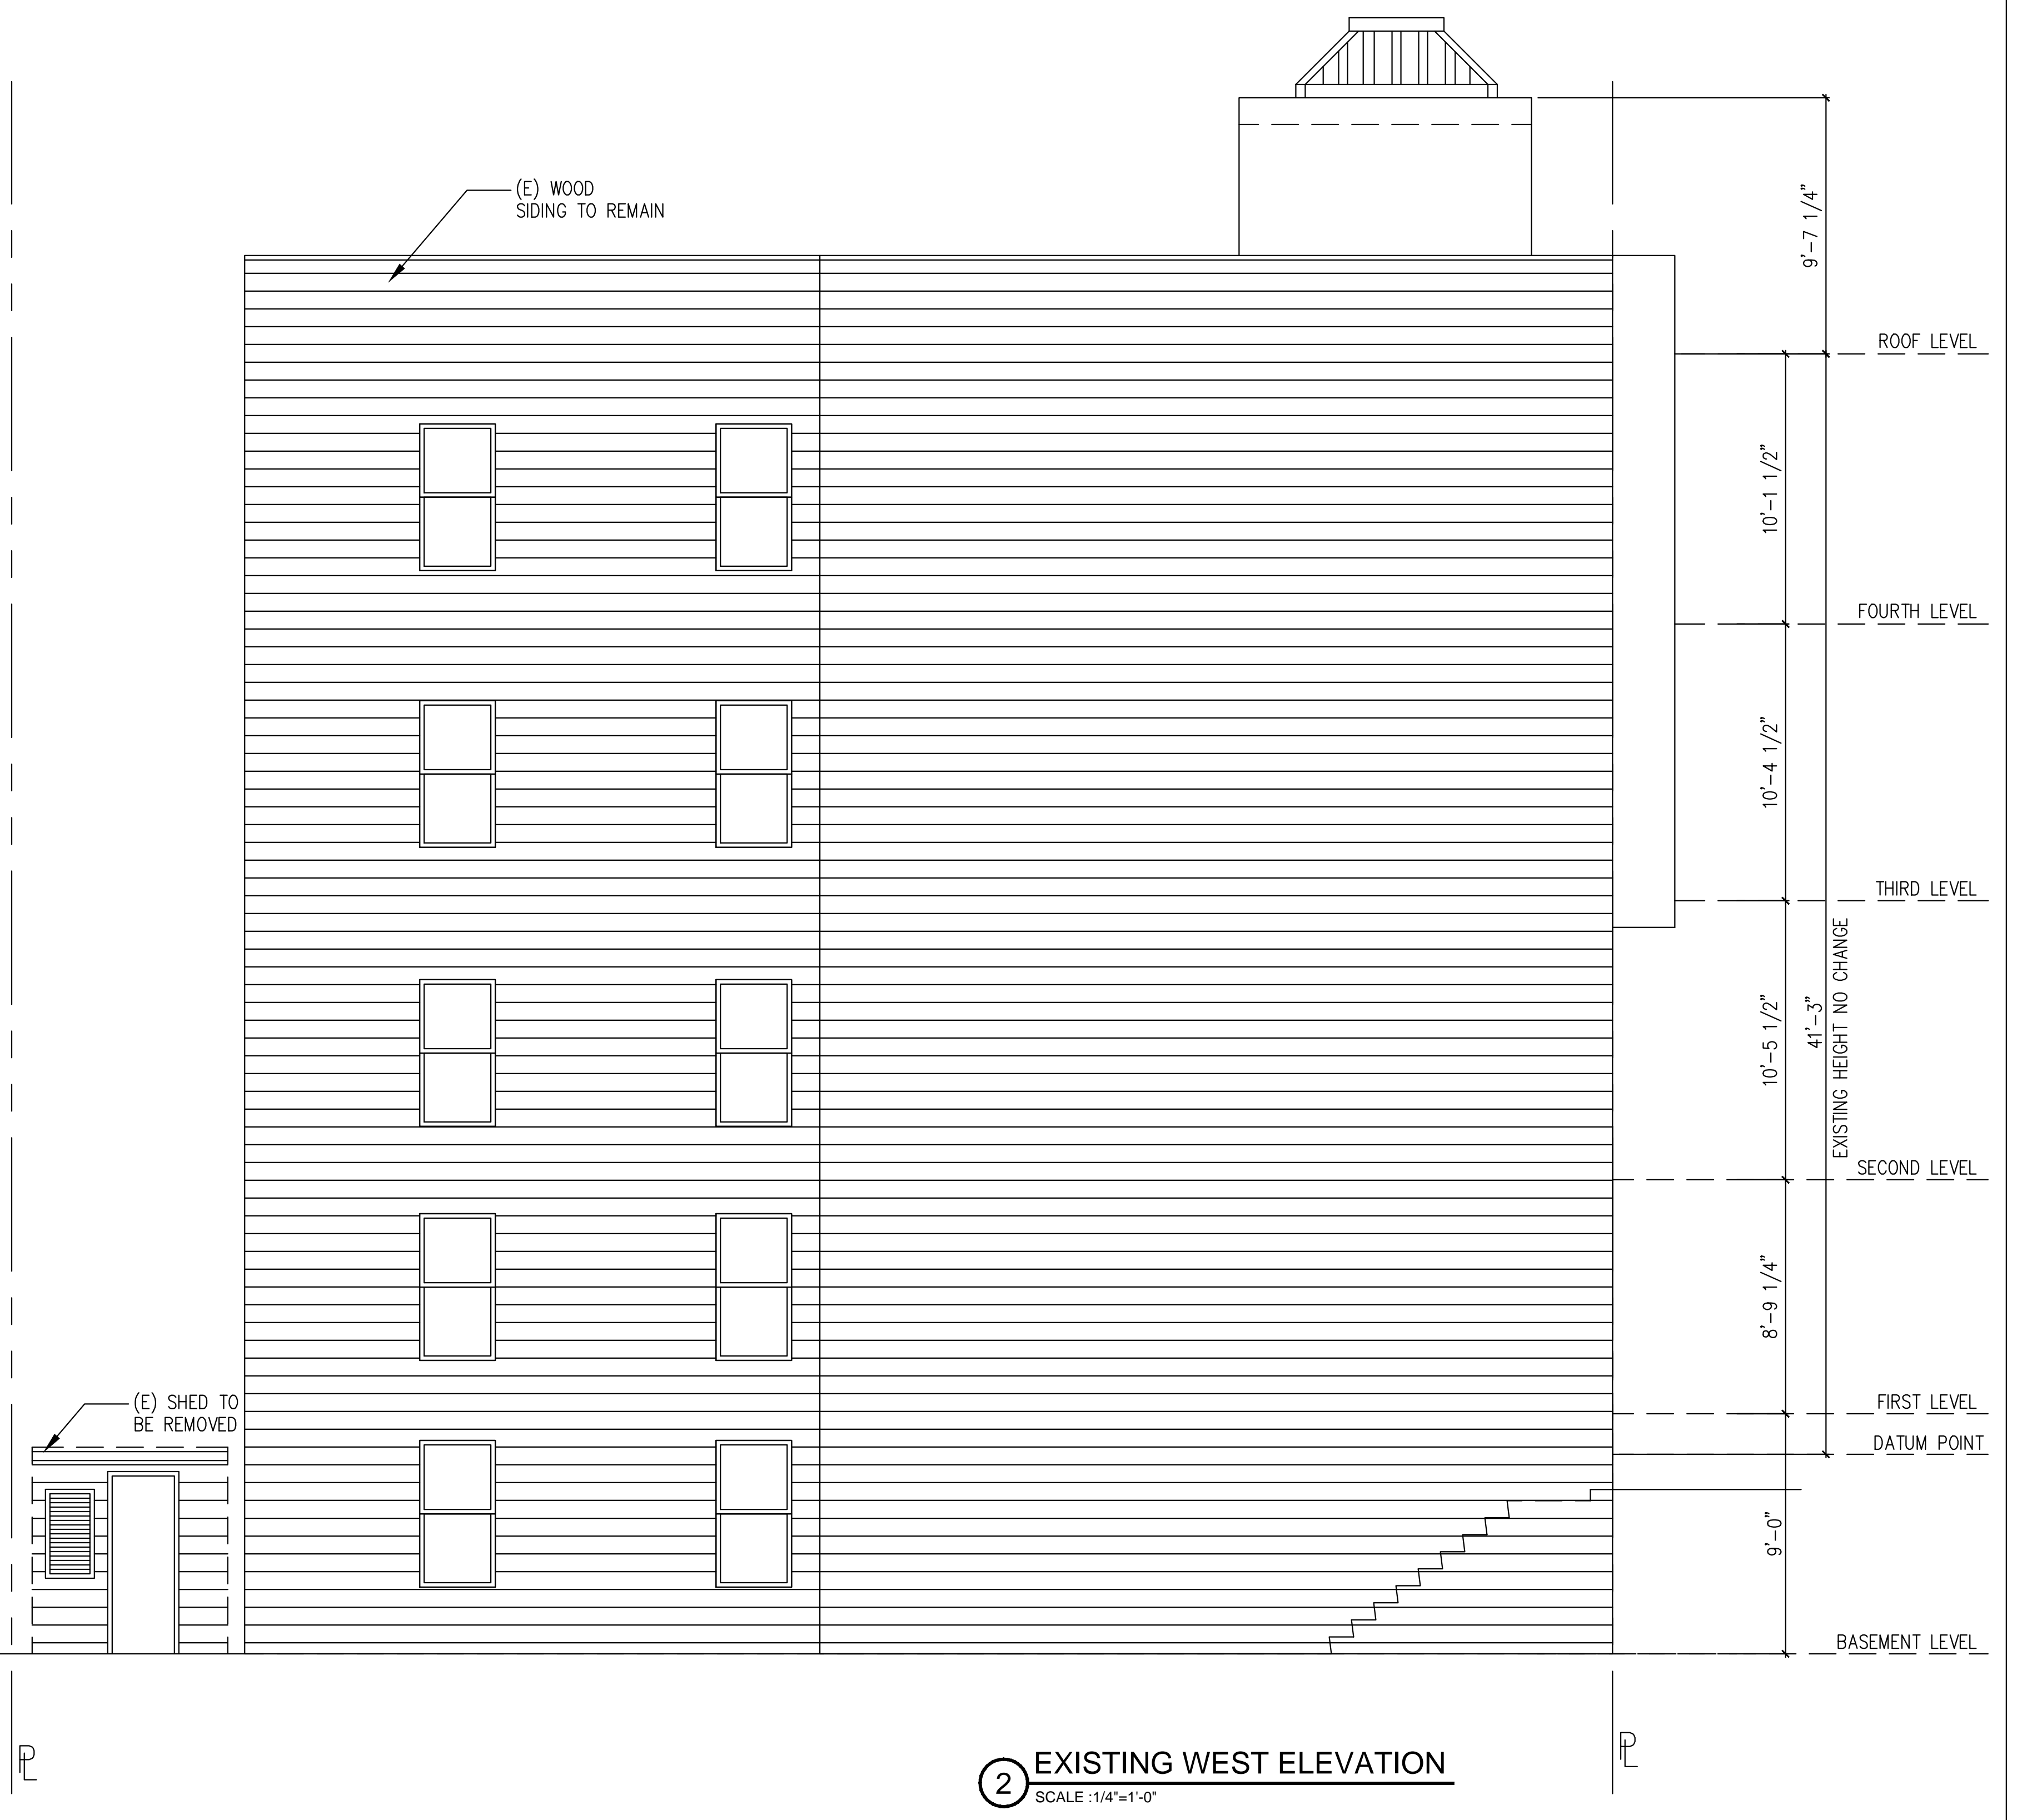 (E) WOOD
SIDING TO REMAIN
9'-7 1/4"
ROOF LEVEL
10'-1 1/2"
FOURTH LEVEL
10'-4 1/2"
THIRD LEVEL
10'-5 1/2"
41'-3"
EXISTING HEIGHT NO CHANGE
SECOND LEVEL
8'-9 1/4"
(E) SHED TO
BE REMOVED
FIRST LEVEL
DATUM POINT
9'-0"
BASEMENT LEVEL
PL
PL
2
EXISTING WEST ELEVATION
SCALE :1/4"=1'-0"